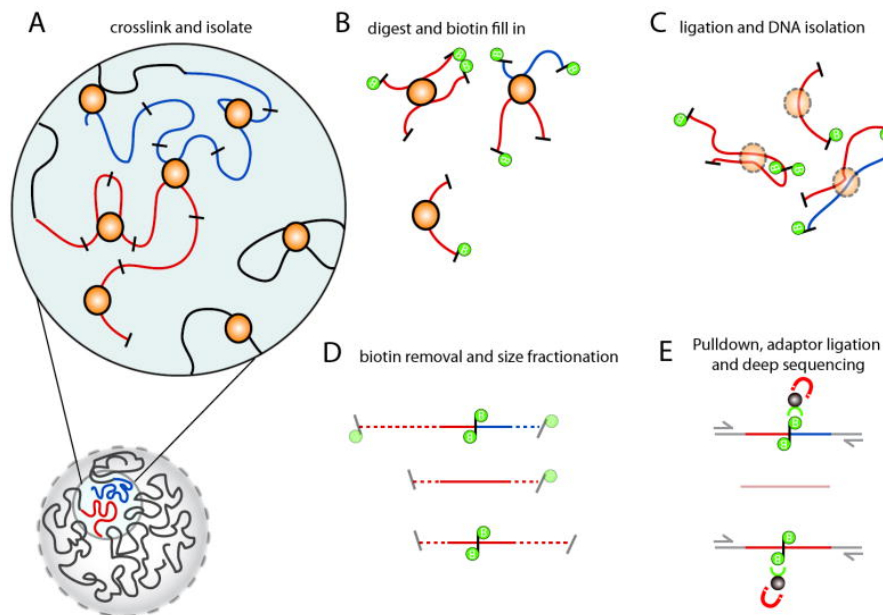 A
crosslink and isolate
B
digest and biotin fill in
C
ligation and DNA isolation
D
biotin removal and size fractionation
E
Pulldown, adaptor ligation
and deep sequencing